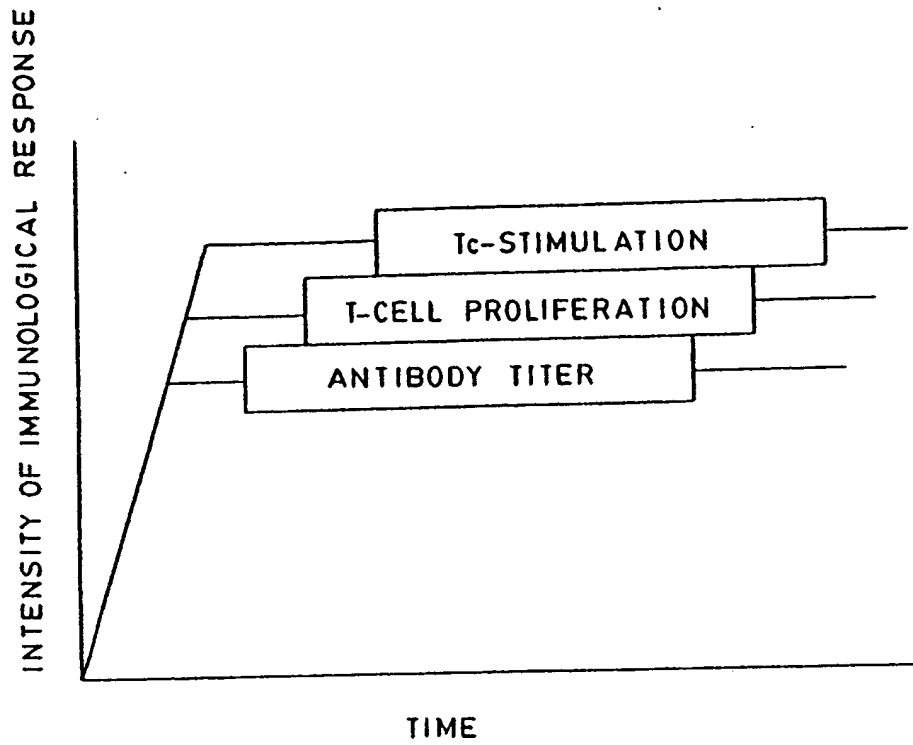 INTENSITY OF IMMUNOLOGICAL RESPONSE
Tc-STIMULATION
T-CELL PROLIFERATION
ANTIBODY TITER
TIME